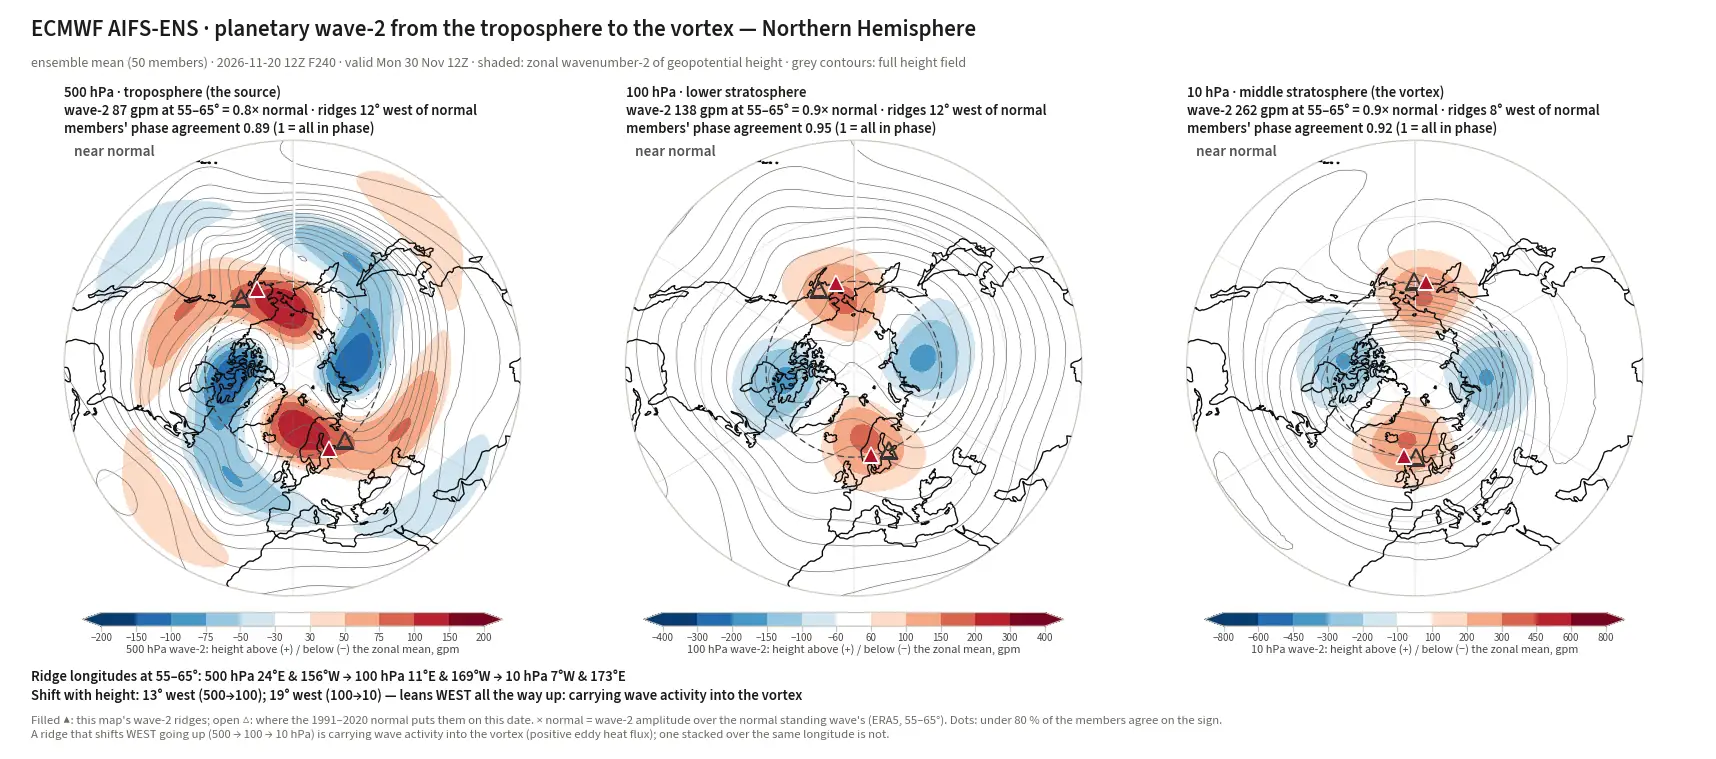 ECMWF AIFS-ENS · planetary wave-2 from the troposphere to the vortex — Northern Hemisphere
ensemble mean (50 members) · 2026-11-20 12Z F240 · valid Mon 30 Nov 12Z · shaded: zonal wavenumber-2 of geopotential height · grey contours: full height field
500 hPa · troposphere (the source)
wave-2 87 gpm at 55–65° = 0.8× normal · ridges 12° west of normal
members' phase agreement 0.89 (1 = all in phase)
near normal
100 hPa · lower stratosphere
wave-2 138 gpm at 55–65° = 0.9× normal · ridges 12° west of normal
members' phase agreement 0.95 (1 = all in phase)
near normal
10 hPa · middle stratosphere (the vortex)
wave-2 262 gpm at 55–65° = 0.9× normal · ridges 8° west of normal
members' phase agreement 0.92 (1 = all in phase)
near normal
−200 −150 −100 −75 −50 −30 30 50 75 100 150 200
500 hPa wave-2: height above (+) / below (−) the zonal mean, gpm
−400 −300 −200 −150 −100 −60 60 100 150 200 300 400
100 hPa wave-2: height above (+) / below (−) the zonal mean, gpm
−800 −600 −450 −300 −200 −100 100 200 300 450 600 800
10 hPa wave-2: height above (+) / below (−) the zonal mean, gpm
Ridge longitudes at 55–65°: 500 hPa 24°E & 156°W → 100 hPa 11°E & 169°W → 10 hPa 7°W & 173°E
Shift with height: 13° west (500→100); 19° west (100→10) — leans WEST all the way up: carrying wave activity into the vortex
Filled ▲: this map's wave-2 ridges; open △: where the 1991–2020 normal puts them on this date. × normal = wave-2 amplitude over the normal standing wave's (ERA5, 55–65°). Dots: under 80 % of the members agree on the sign.
A ridge that shifts WEST going up (500 → 100 → 10 hPa) is carrying wave activity into the vortex (positive eddy heat flux); one stacked over the same longitude is not.